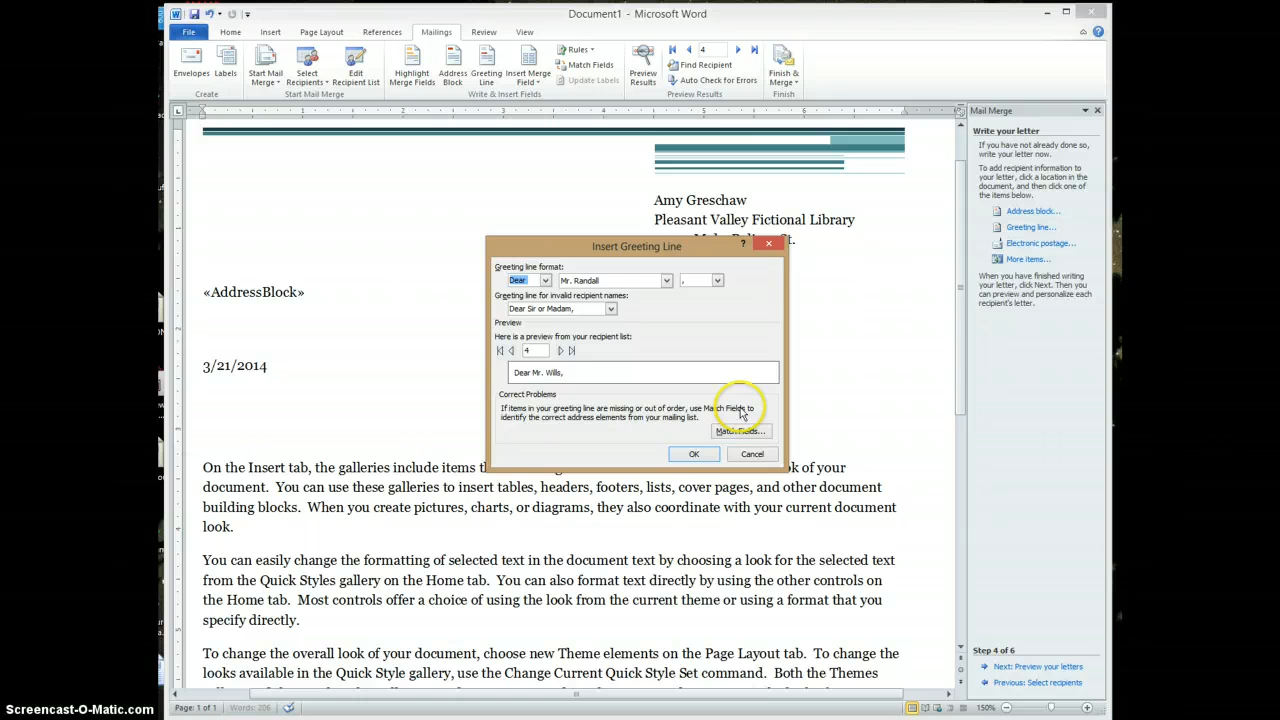 Document1 - Microsoft Word
File Home Insert Page Layout References Mailings Review View
Envelopes Labels
Create
Start Mail Merge Select Recipients Edit Recipient List
Start Mail Merge
Highlight Merge Fields Address Block Greeting Line Insert Merge Field
Rules
Match Fields
Update Labels
Write & Insert Fields
Preview Results
4
Find Recipient
Auto Check for Errors
Preview Results
Finish & Merge
Finish
Amy Greschaw
Pleasant Valley Fictional Library
«AddressBlock»
3/21/2014
Insert Greeting Line
Greeting line format:
Dear Mr. Randall ,
Greeting line for invalid recipient names:
Dear Sir or Madam,
Preview
Here is a preview from your recipient list:
4
Dear Mr. Wills,
Correct Problems
If items in your greeting line are missing or out of order, use Match Fields to
identify the correct address elements from your mailing list.
Match Fields...
OK Cancel
On the Insert tab, the galleries include items look of your
document. You can use these galleries to insert tables, headers, footers, lists, cover pages, and other document
building blocks. When you create pictures, charts, or diagrams, they also coordinate with your current document
look.
You can easily change the formatting of selected text in the document text by choosing a look for the selected text
from the Quick Styles gallery on the Home tab. You can also format text directly by using the other controls on
the Home tab. Most controls offer a choice of using the look from the current theme or using a format that you
specify directly.
To change the overall look of your document, choose new Theme elements on the Page Layout tab. To change the
looks available in the Quick Style gallery, use the Change Current Quick Style Set command. Both the Themes
Mail Merge
Write your letter
If you have not already done so,
write your letter now.
To add recipient information to
your letter, click a location in the
document, and then click one of
the items below.
Address block...
Greeting line...
Electronic postage...
More items...
When you have finished writing
your letter, click Next. Then you
can preview and personalize each
recipient's letter.
Step 4 of 6
Next: Preview your letters
Previous: Select recipients
Page: 1 of 1 Words: 206 150%
Screencast-O-Matic.com